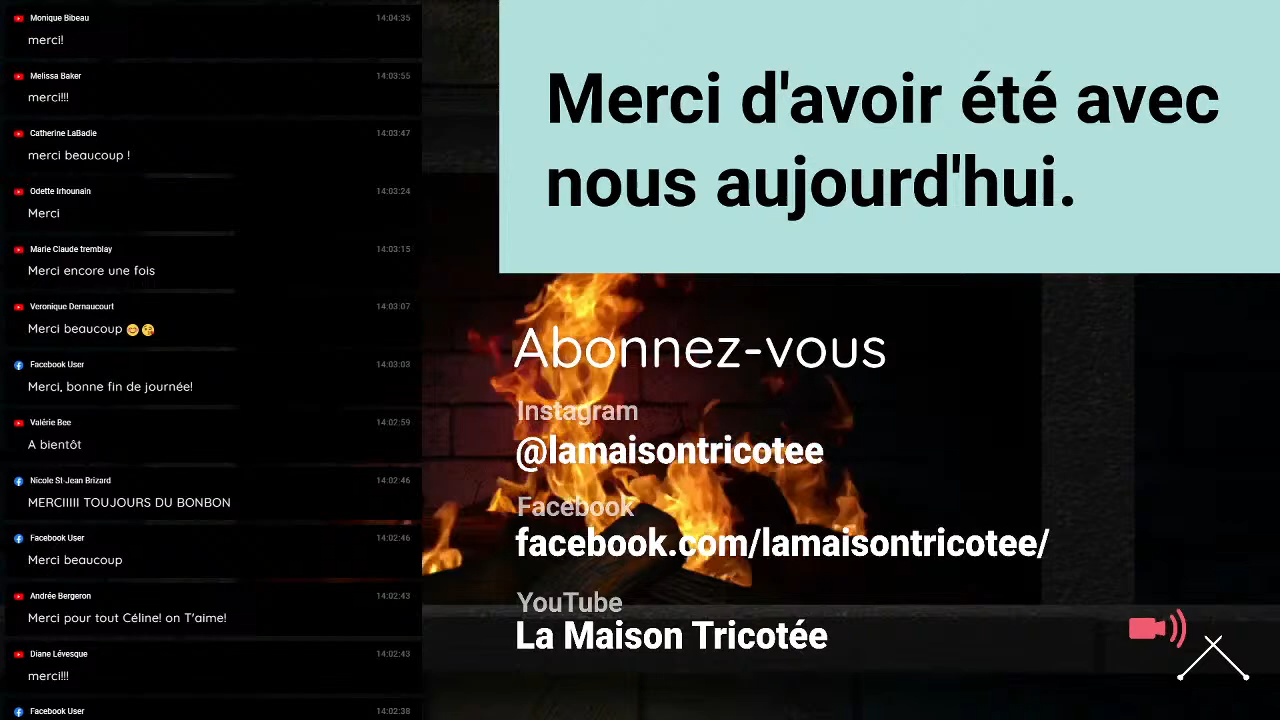 Monique Bibeau 14:04:35
merci!
Melissa Baker 14:03:55
merci!!!
Catherine LaBadie 14:03:47
merci beaucoup !
Odette Irhounain 14:03:24
Merci
Marie Claude tremblay 14:03:15
Merci encore une fois
Veronique Dernaucourt 14:03:07
Merci beaucoup 😊😘
Facebook User 14:03:03
Merci, bonne fin de journée!
Valérie Bee 14:02:59
A bientôt
Nicole St-Jean Brizard 14:02:46
MERCIIIII TOUJOURS DU BONBON
Facebook User 14:02:46
Merci beaucoup
Andrée Bergeron 14:02:43
Merci pour tout Céline! on T'aime!
Diane Lévesque 14:02:43
merci!!!
Facebook User 14:02:38
Merci d'avoir été avec
nous aujourd'hui.
Abonnez-vous
Instagram
@lamaisontricotee
Facebook
facebook.com/lamaisontricotee/
YouTube
La Maison Tricotée